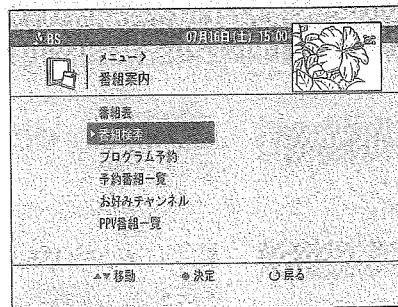 BS 07月16日(土) 15:00
メニュー>
番組案内
番組表
番組検索
プログラム予約
予約番組一覧
お好みチャンネル
PPV番組一覧
▲▼移動 ●決定 戻る